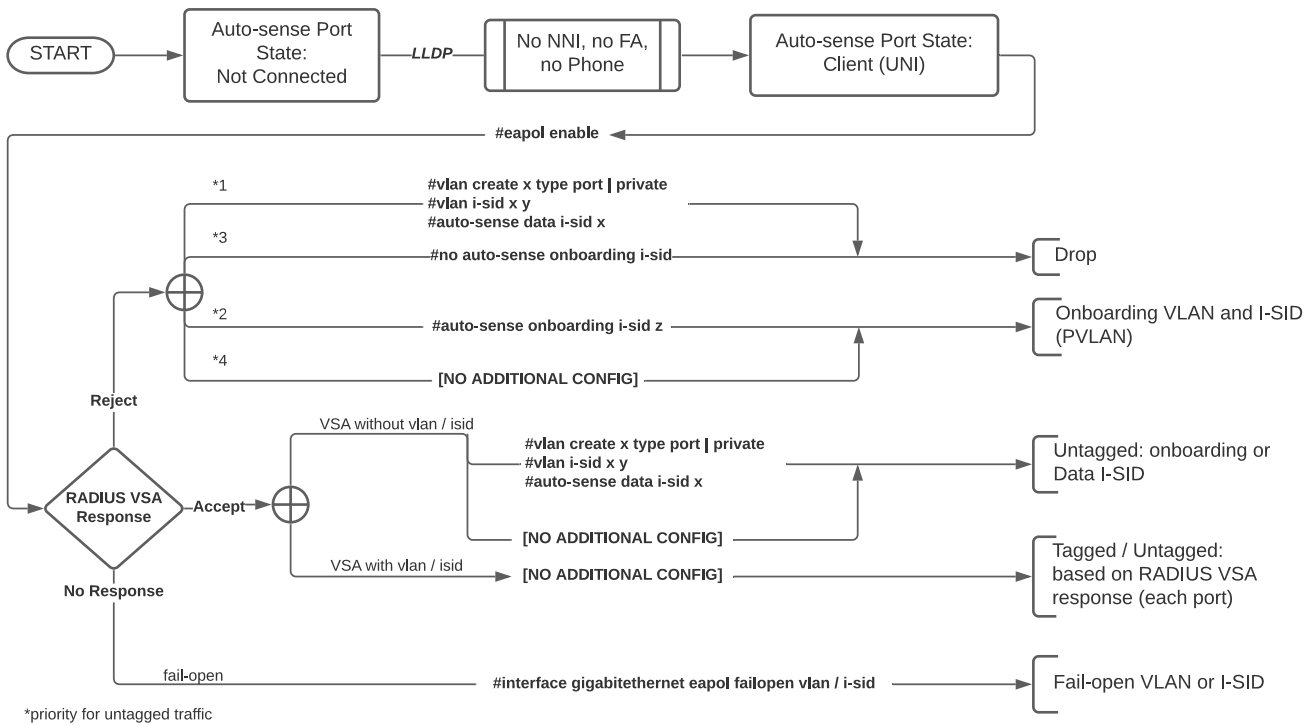 START
Auto-sense Port
State:
Not Connected
LLDP
No NNI, no FA,
no Phone
Auto-sense Port State:
Client (UNI)
#eapol enable
*1
#vlan create x type port | private
#vlan i-sid x y
#auto-sense data i-sid x
*3
#no auto-sense onboarding i-sid
Drop
*2
#auto-sense onboarding i-sid z
Onboarding VLAN and I-SID
(PVLAN)
*4
[NO ADDITIONAL CONFIG]
Reject
VSA without vlan / isid
#vlan create x type port | private
#vlan i-sid x y
#auto-sense data i-sid x
Untagged: onboarding or
Data I-SID
RADIUS VSA
Response
Accept
[NO ADDITIONAL CONFIG]
VSA with vlan / isid
[NO ADDITIONAL CONFIG]
Tagged / Untagged:
based on RADIUS VSA
response (each port)
No Response
fail-open
#interface gigabitethernet eapol failopen vlan / i-sid
Fail-open VLAN or I-SID
*priority for untagged traffic